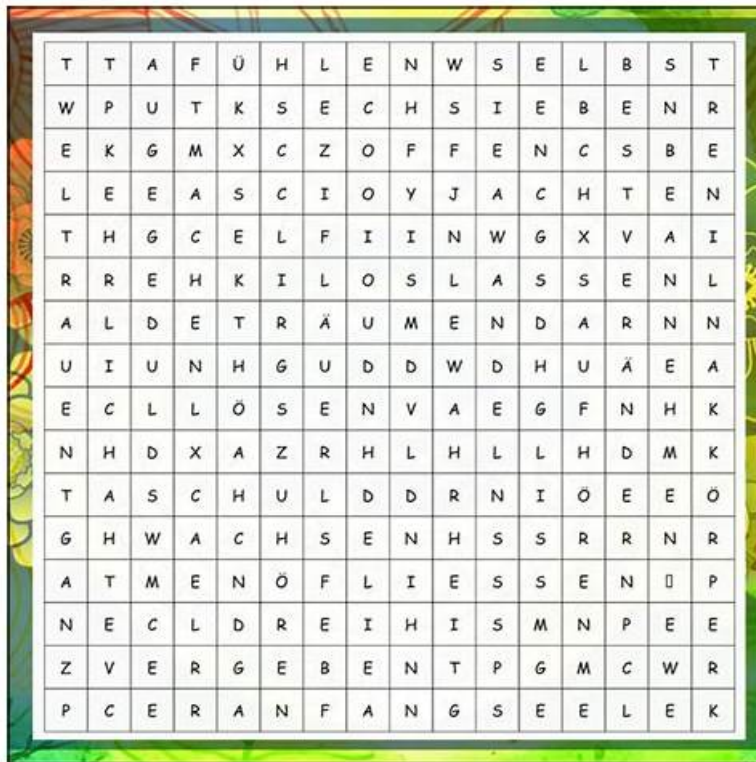 T T A F Ü H L E N W S E L B S T
W P U T K S E C H S I E B E N R
E K G M X C Z O F F E N C S B E
L E E A S C I O Y J A C H T E N
T H G C E L F I I N W G X V A I
R R E H K I L O S L A S S E N L
A L D E T R Ä U M E N D A R N N
U I U N H G U D D W D H U Ä E A
E C L L Ö S E N V A E G F N H K
N H D X A Z R H L H L L H D M K
T A S C H U L D D R N I Ö E E Ö
G H W A C H S E N H S S R R N R
A T M E N Ö F L I E S S E N P
N E C L D R E I H I S M N P E E
Z V E R G E B E N T P G M C W R
P C E R A N F A N G S E E L E K